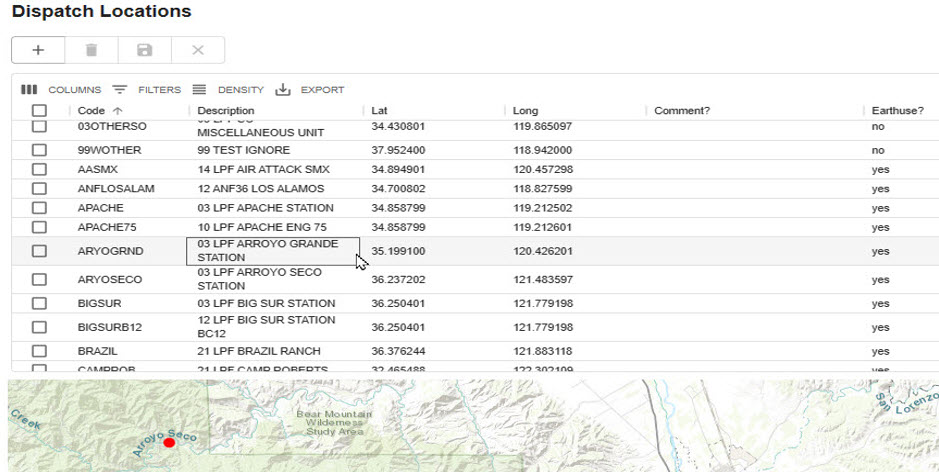 Dispatch Locations
COLUMNS FILTERS DENSITY EXPORT
Code Description Lat Long Comment? Earthuse?
03OTHERSO MISCELLANEOUS UNIT 34.430801 119.865097 no
99WOTHER 99 TEST IGNORE 37.952400 118.942000 no
AASMX 14 LPF AIR ATTACK SMX 34.894901 120.457298 yes
ANFLOSALAM 12 ANF36 LOS ALAMOS 34.700802 118.827599 yes
APACHE 03 LPF APACHE STATION 34.858799 119.212502 yes
APACHE75 10 LPF APACHE ENG 75 34.858799 119.212601 yes
03 LPF ARROYO GRANDE
ARYOGRND STATION 35.199100 120.426201 yes
03 LPF ARROYO SECO
ARYOSECO STATION 36.237202 121.483597 yes
BIGSUR 03 LPF BIG SUR STATION 36.250401 121.779198 yes
12 LPF BIG SUR STATION
BIGSURB12 BC12 36.250401 121.779198 yes
BRAZIL 21 LPF BRAZIL RANCH 36.376244 121.883118 yes
CAMPROB 21 LPF CAMP ROBERTS yes
Creek
Arroyo Seco
Bear Mountain
Wilderness
Study Area
San Lorenzo